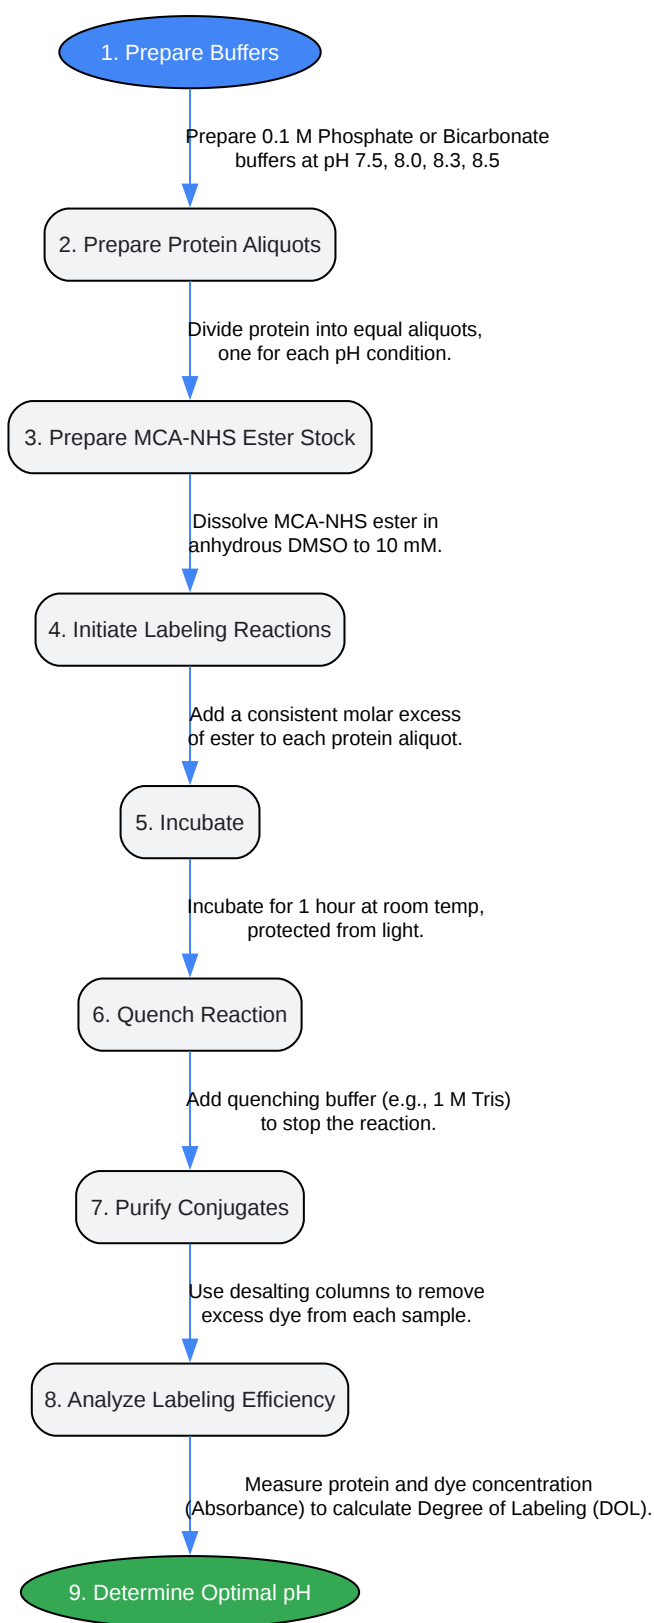 1. Prepare Buffers
Prepare 0.1 M Phosphate or Bicarbonate
buffers at pH 7.5, 8.0, 8.3, 8.5
2. Prepare Protein Aliquots
Divide protein into equal aliquots,
one for each pH condition.
3. Prepare MCA-NHS Ester Stock
Dissolve MCA-NHS ester in
anhydrous DMSO to 10 mM.
4. Initiate Labeling Reactions
Add a consistent molar excess
of ester to each protein aliquot.
5. Incubate
Incubate for 1 hour at room temp,
protected from light.
6. Quench Reaction
Add quenching buffer (e.g., 1 M Tris)
to stop the reaction.
7. Purify Conjugates
Use desalting columns to remove
excess dye from each sample.
8. Analyze Labeling Efficiency
Measure protein and dye concentration
(Absorbance) to calculate Degree of Labeling (DOL).
9. Determine Optimal pH